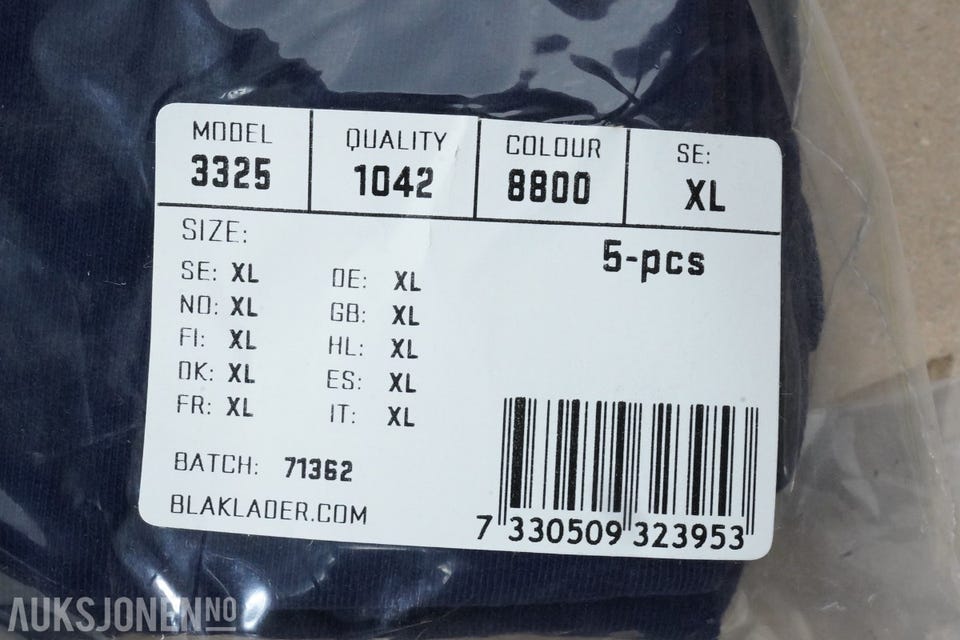 MODEL QUALITY COLOUR SE:
3325 1042 8800 XL
SIZE: 5-pcs
SE: XL DE: XL
NO: XL GB: XL
FI: XL HL: XL
DK: XL ES: XL
FR: XL IT: XL
BATCH: 71362
BLAKLADER.COM
7 330509 323953
AUKSJONEN NO